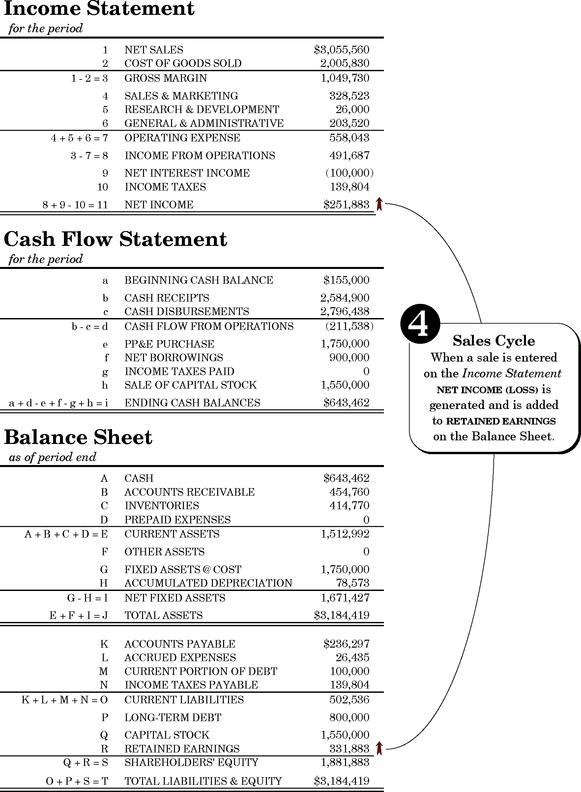 Income Statement
for the period
1 NET SALES $3,055,560
2 COST OF GOODS SOLD 2,005,830
1 - 2 = 3 GROSS MARGIN 1,049,730
4 SALES & MARKETING 328,523
5 RESEARCH & DEVELOPMENT 26,000
6 GENERAL & ADMINISTRATIVE 203,520
4 + 5 + 6 = 7 OPERATING EXPENSE 558,043
3 - 7 = 8 INCOME FROM OPERATIONS 491,687
9 NET INTEREST INCOME (100,000)
10 INCOME TAXES 139,804
8 + 9 - 10 = 11 NET INCOME $251,883
Cash Flow Statement
for the period
a BEGINNING CASH BALANCE $155,000
b CASH RECEIPTS 2,584,900
c CASH DISBURSEMENTS 2,796,438
b - c = d CASH FLOW FROM OPERATIONS (211,538)
e PP&E PURCHASE 1,750,000
f NET BORROWINGS 900,000
g INCOME TAXES PAID 0
h SALE OF CAPITAL STOCK 1,550,000
a + d - e + f - g + h = i ENDING CASH BALANCES $643,462
4
Sales Cycle
When a sale is entered
on the Income Statement
NET INCOME (LOSS) is
generated and is added
to RETAINED EARNINGS
on the Balance Sheet.
Balance Sheet
as of period end
A CASH $643,462
B ACCOUNTS RECEIVABLE 454,760
C INVENTORIES 414,770
D PREPAID EXPENSES 0
A + B + C + D = E CURRENT ASSETS 1,512,992
F OTHER ASSETS 0
G FIXED ASSETS @ COST 1,750,000
H ACCUMULATED DEPRECIATION 78,573
G - H = I NET FIXED ASSETS 1,671,427
E + F + I = J TOTAL ASSETS $3,184,419
K ACCOUNTS PAYABLE $236,297
L ACCRUED EXPENSES 26,435
M CURRENT PORTION OF DEBT 100,000
N INCOME TAXES PAYABLE 139,804
K + L + M + N = O CURRENT LIABILITIES 502,536
P LONG-TERM DEBT 800,000
Q CAPITAL STOCK 1,550,000
R RETAINED EARNINGS 331,883
Q + R = S SHAREHOLDERS' EQUITY 1,881,883
O + P + S = T TOTAL LIABILITIES & EQUITY $3,184,419